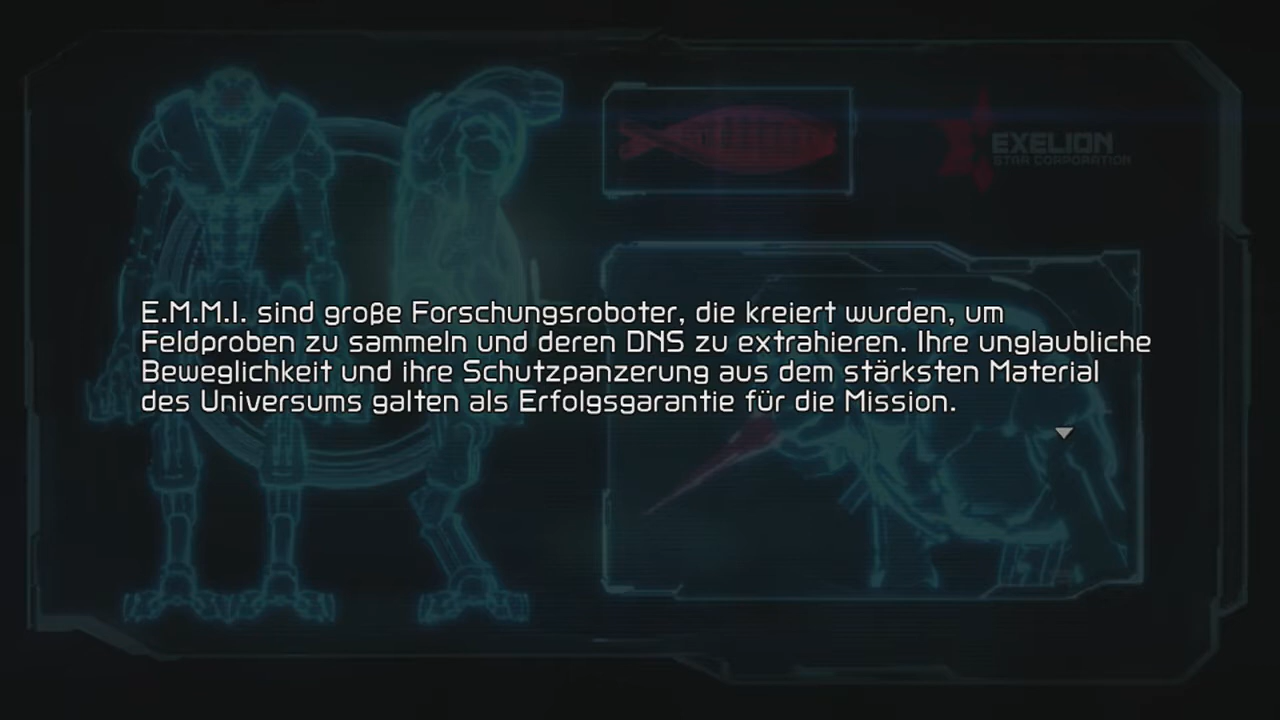 EXELION
STAR CORPORATION
E.M.M.I. sind große Forschungsroboter, die kreiert wurden, um
Feldproben zu sammeln und deren DNS zu extrahieren. Ihre unglaubliche
Beweglichkeit und ihre Schutzpanzerung aus dem stärksten Material
des Universums galten als Erfolgsgarantie für die Mission.